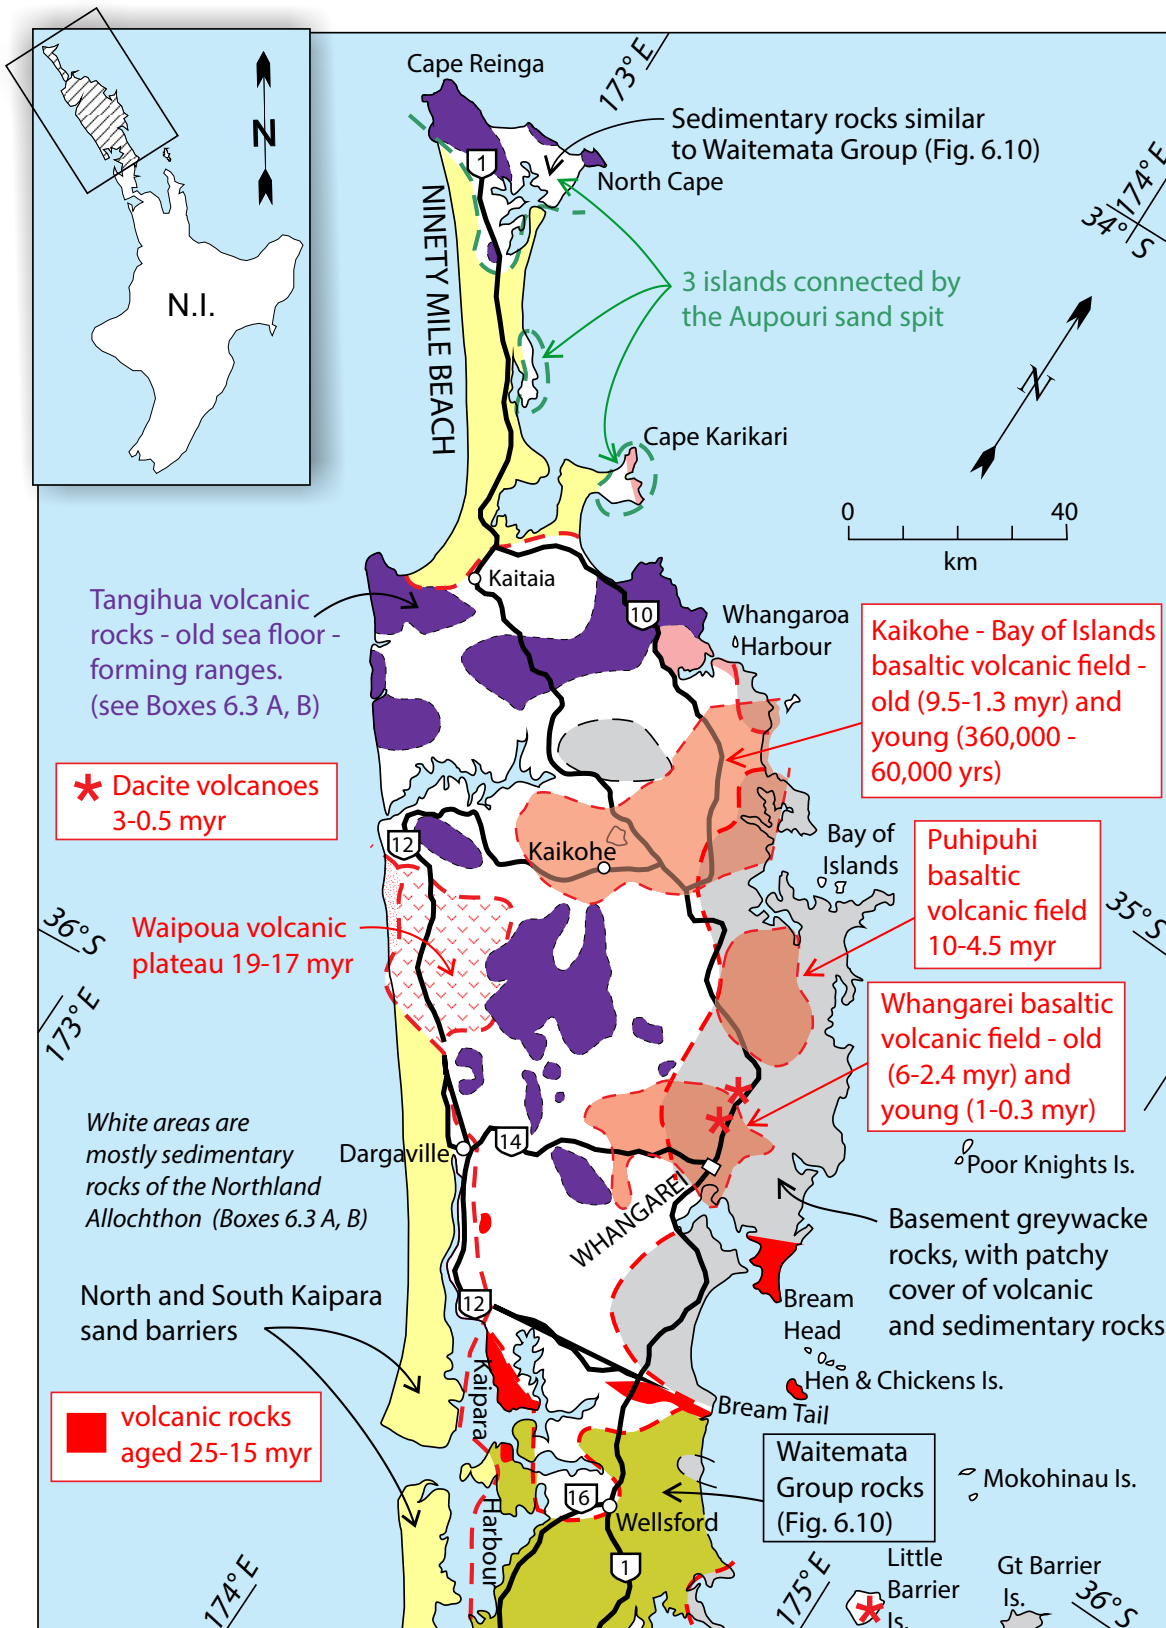 N
N.I.
Cape Reinga
173° E
Sedimentary rocks similar
to Waitemata Group (Fig. 6.10)
1
North Cape
174° E
34° S
NINETY MILE BEACH
3 islands connected by
the Aupouri sand spit
N
Cape Karikari
0 40
km
Kaitaia
Tangihua volcanic
rocks - old sea floor -
forming ranges.
(see Boxes 6.3 A, B)
10
Whangaroa
Harbour
Kaikohe - Bay of Islands
basaltic volcanic field -
old (9.5-1.3 myr) and
young (360,000 -
60,000 yrs)
Dacite volcanoes
3-0.5 myr
12
Kaikohe
Bay of
Islands
Puhipuhi
basaltic
volcanic field
10-4.5 myr
36° S
35° S
Waipoua volcanic
plateau 19-17 myr
173° E
Whangarei basaltic
volcanic field - old
(6-2.4 myr) and
young (1-0.3 myr)
White areas are
mostly sedimentary
rocks of the Northland
Allochthon (Boxes 6.3 A, B)
Dargaville
14
Poor Knights Is.
WHANGAREI
Basement greywacke
rocks, with patchy
cover of volcanic
and sedimentary rocks
North and South Kaipara
sand barriers
12
Bream
Head
Hen & Chickens Is.
Kaipara
Harbour
Bream Tail
volcanic rocks
aged 25-15 myr
Waitemata
Group rocks
(Fig. 6.10)
Mokohinau Is.
16
Wellsford
1
174° E
175° E
Little
Barrier
Is.
Gt Barrier
Is.
36° S